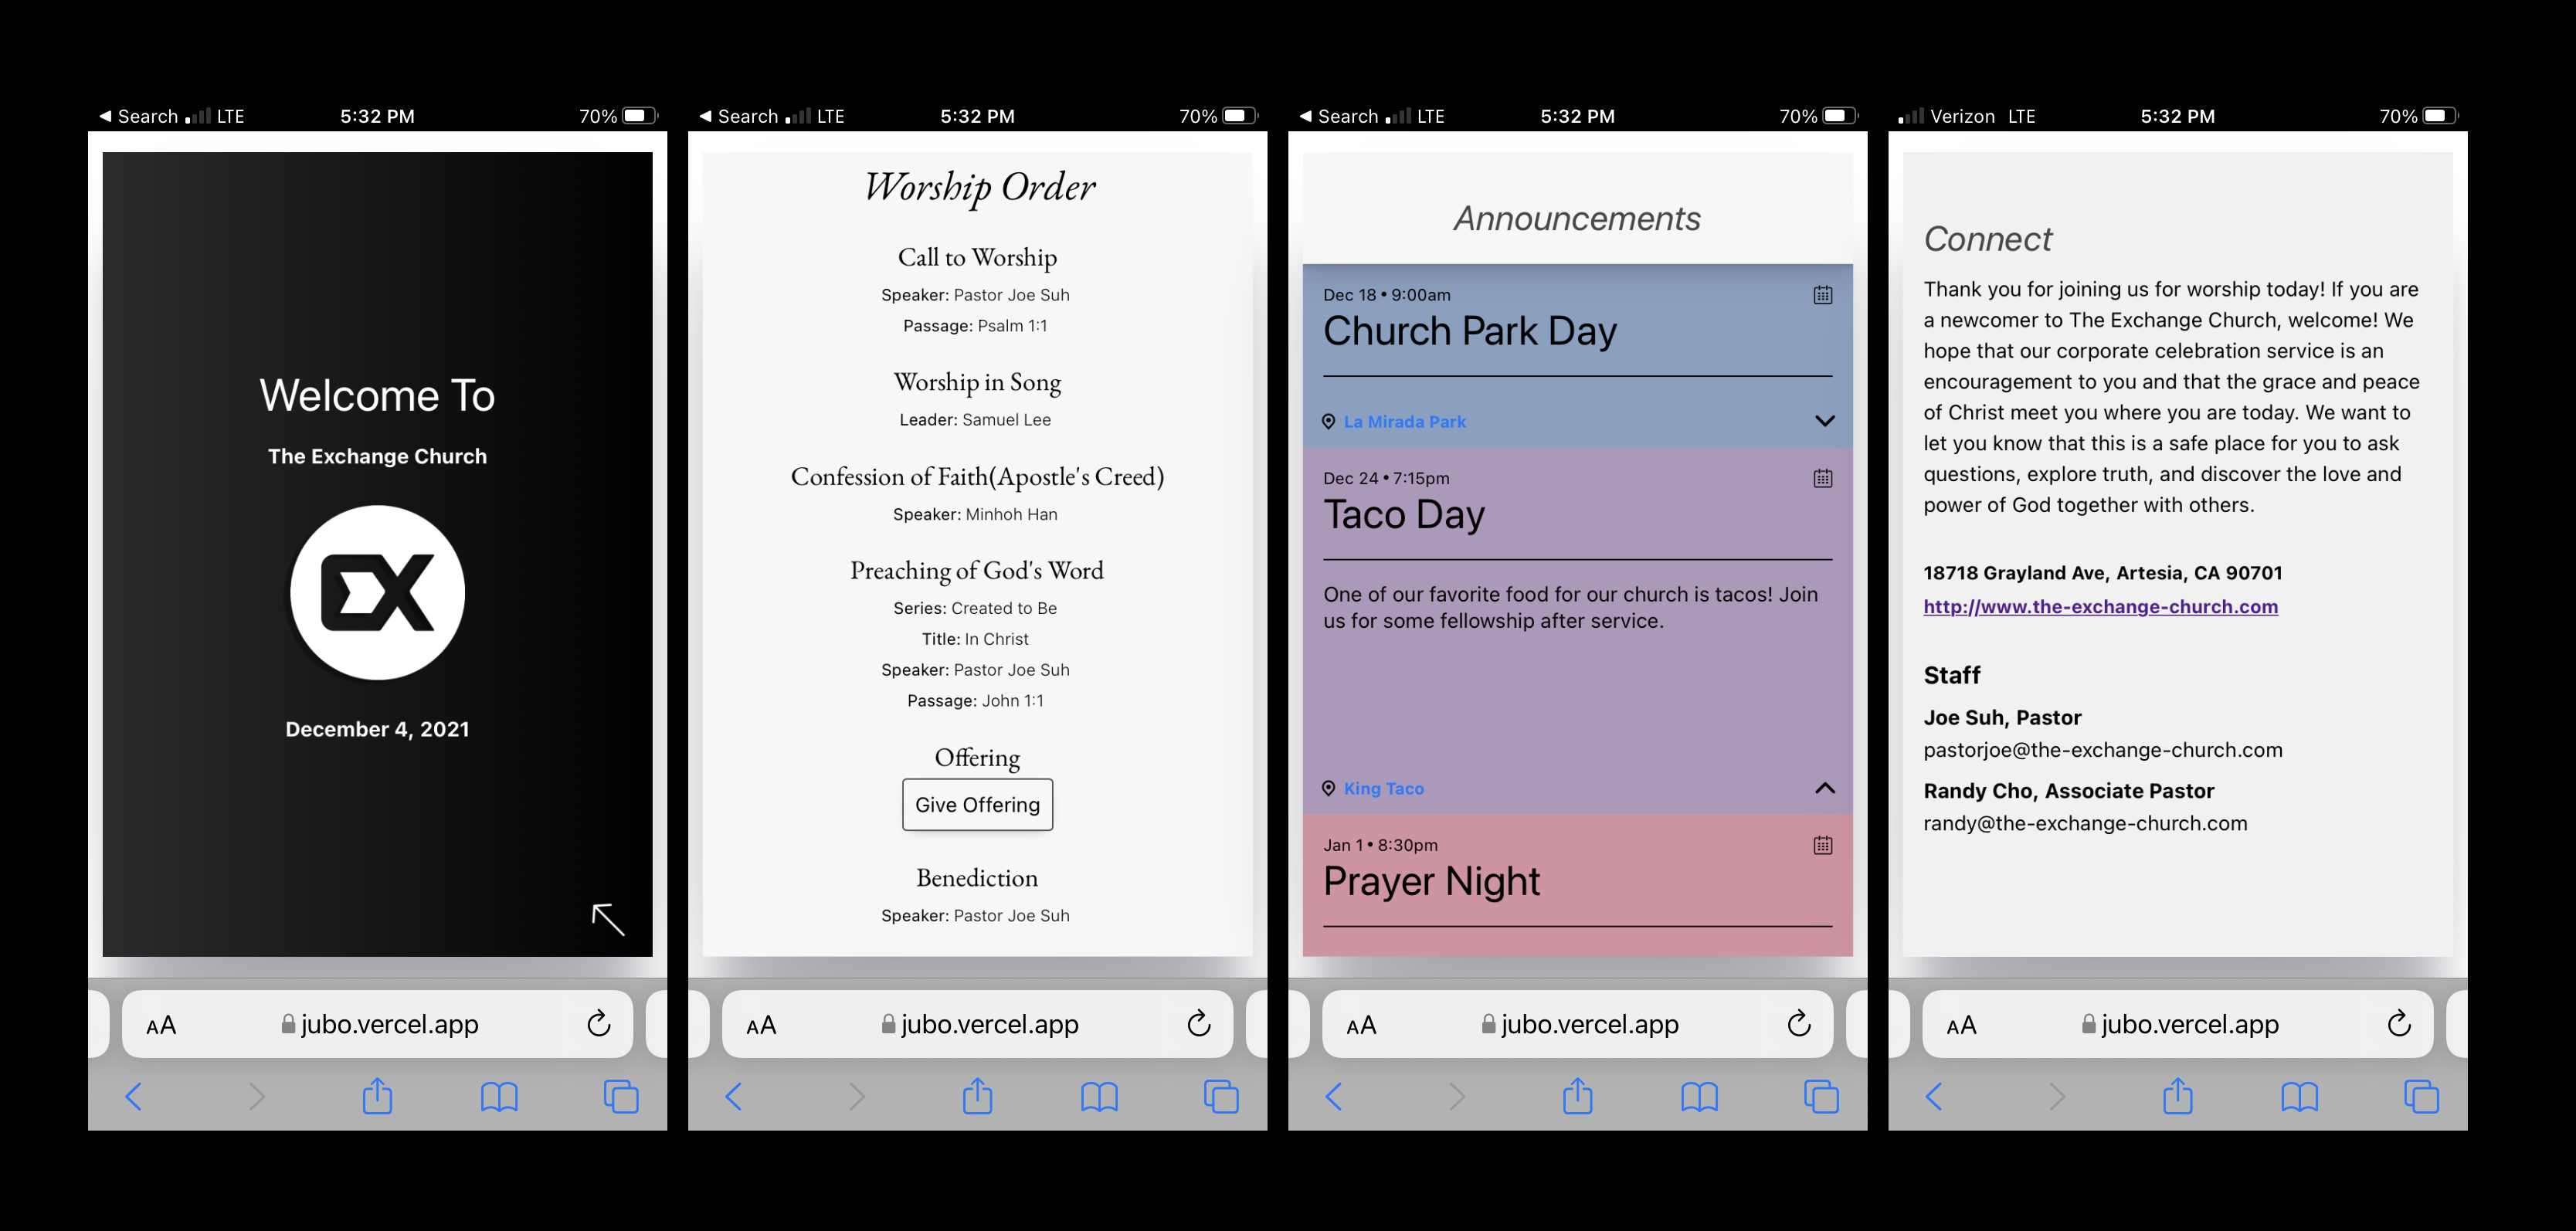 Search LTE 5:32 PM 70%
Welcome To
The Exchange Church
EX
December 4, 2021
AA jubo.vercel.app
Search LTE 5:32 PM 70%
Worship Order
Call to Worship
Speaker: Pastor Joe Suh
Passage: Psalm 1:1
Worship in Song
Leader: Samuel Lee
Confession of Faith(Apostle's Creed)
Speaker: Minhoh Han
Preaching of God's Word
Series: Created to Be
Title: In Christ
Speaker: Pastor Joe Suh
Passage: John 1:1
Offering
Give Offering
Benediction
Speaker: Pastor Joe Suh
AA jubo.vercel.app
Search LTE 5:32 PM 70%
Announcements
Dec 18 • 9:00am
Church Park Day
La Mirada Park
Dec 24 • 7:15pm
Taco Day
One of our favorite food for our church is tacos! Join
us for some fellowship after service.
King Taco
Jan 1 • 8:30pm
Prayer Night
AA jubo.vercel.app
Verizon LTE 5:32 PM 70%
Connect
Thank you for joining us for worship today! If you are
a newcomer to The Exchange Church, welcome! We
hope that our corporate celebration service is an
encouragement to you and that the grace and peace
of Christ meet you where you are today. We want to
let you know that this is a safe place for you to ask
questions, explore truth, and discover the love and
power of God together with others.
18718 Grayland Ave, Artesia, CA 90701
http://www.the-exchange-church.com
Staff
Joe Suh, Pastor
pastorjoe@the-exchange-church.com
Randy Cho, Associate Pastor
randy@the-exchange-church.com
AA jubo.vercel.app